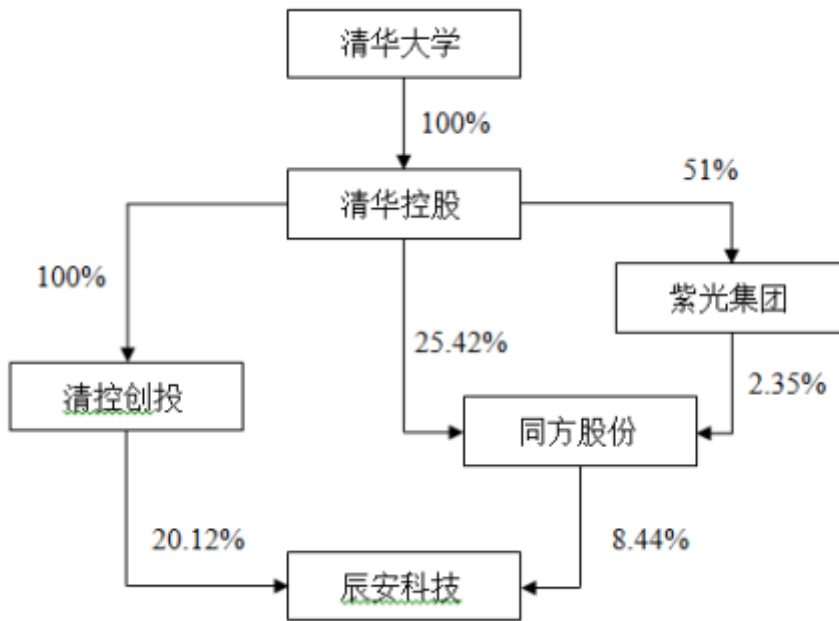 清华大学
100%
清华控股
51%
100%
紫光集团
25.42%
2.35%
清控创投
同方股份
20.12%
8.44%
辰安科技